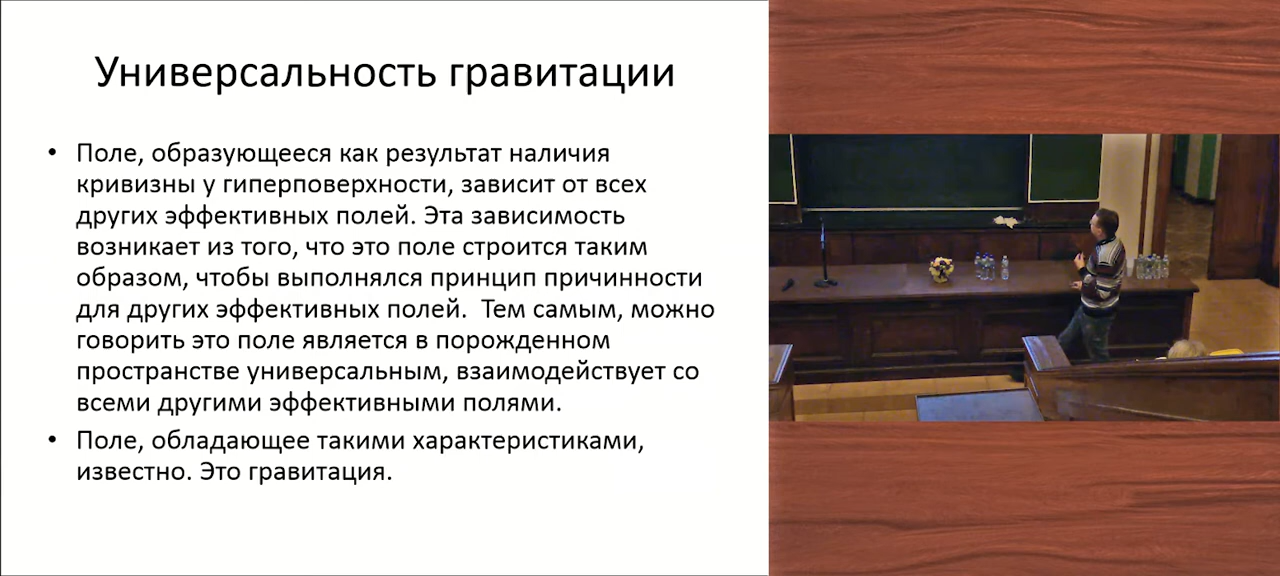 Универсальность гравитации
• Поле, образующееся как результат наличия
кривизны у гиперповерхности, зависит от всех
других эффективных полей. Эта зависимость
возникает из того, что это поле строится таким
образом, чтобы выполнялся принцип причинности
для других эффективных полей. Тем самым, можно
говорить это поле является в порожденном
пространстве универсальным, взаимодействует со
всеми другими эффективными полями.
• Поле, обладающее такими характеристиками,
известно. Это гравитация.